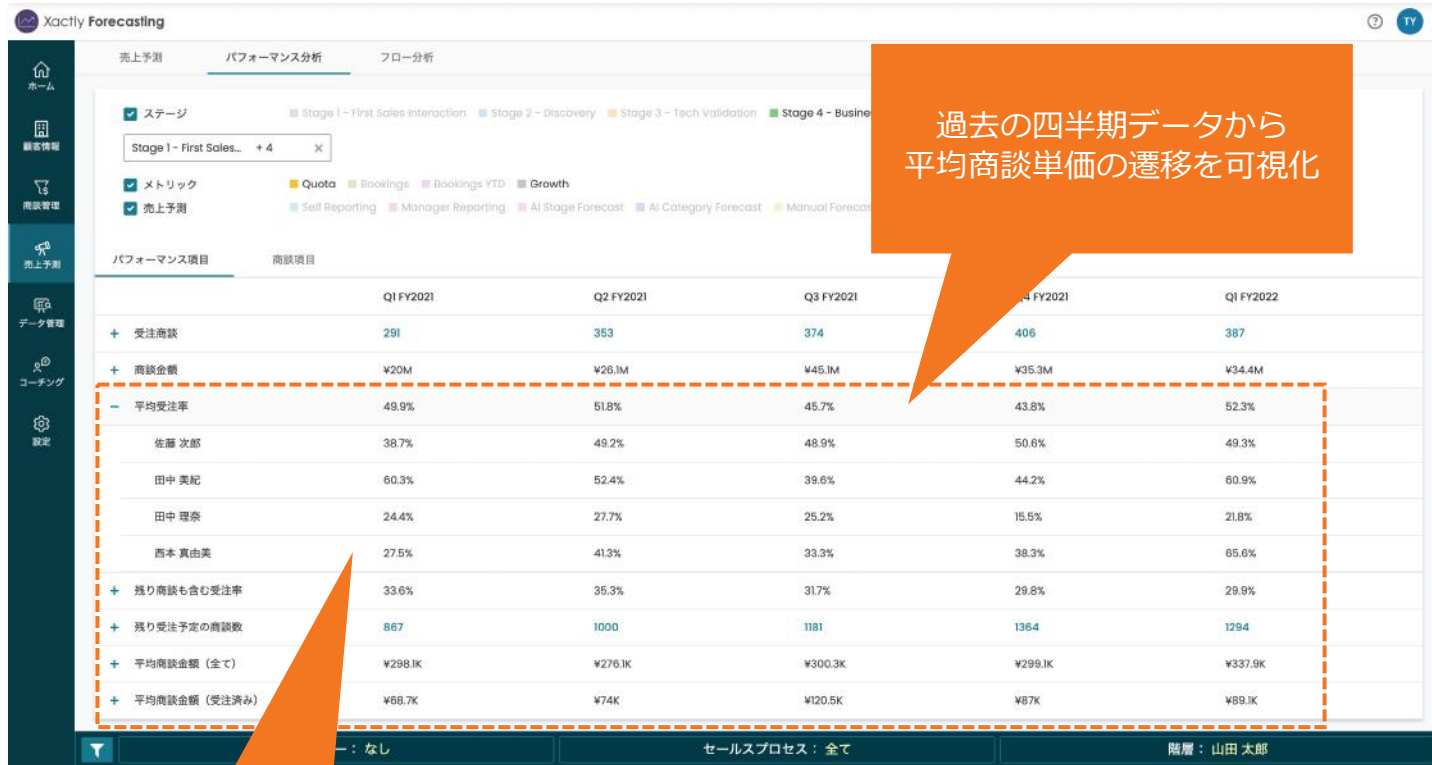 Xactly Forecasting
? TY
売上予測 パフォーマンス分析 フロー分析
過去の四半期データから
平均商談単価の遷移を可視化
ホーム
顧客情報
商談管理
売上予測
データ管理
コーチング
設定
ステージ Stage 1 - First Sales Interaction Stage 2 - Discovery Stage 3 - Tech Validation Stage 4 - Busine
Stage 1 - First Sales... + 4 ×
メトリック Quota Bookings Bookings YTD Growth
売上予測 Self Reporting Manager Reporting AI Stage Forecast AI Category Forecast Manual Forecas
パフォーマンス項目 商談項目
Q1 FY2021 Q2 FY2021 Q3 FY2021 4 FY2021 Q1 FY2022
+ 受注商談 291 353 374 406 387
+ 商談金額 ¥20M ¥26.1M ¥45.1M ¥35.3M ¥34.4M
- 平均受注率 49.9% 51.8% 45.7% 43.8% 52.3%
佐藤 次郎 38.7% 49.2% 48.9% 50.6% 49.3%
田中 美紀 60.3% 52.4% 39.6% 44.2% 60.9%
田中 理奈 24.4% 27.7% 25.2% 15.5% 21.8%
西本 真由美 27.5% 41.3% 33.3% 38.3% 65.6%
+ 残り商談も含む受注率 33.6% 35.3% 31.7% 29.8% 29.9%
+ 残り受注予定の商談数 867 1000 1181 1364 1294
+ 平均商談金額（全て） ¥298.1K ¥276.1K ¥300.3K ¥299.1K ¥337.9K
+ 平均商談金額（受注済み） ¥68.7K ¥74K ¥120.5K ¥87K ¥89.1K
ー： なし セールスプロセス： 全て 階層： 山田 太郎